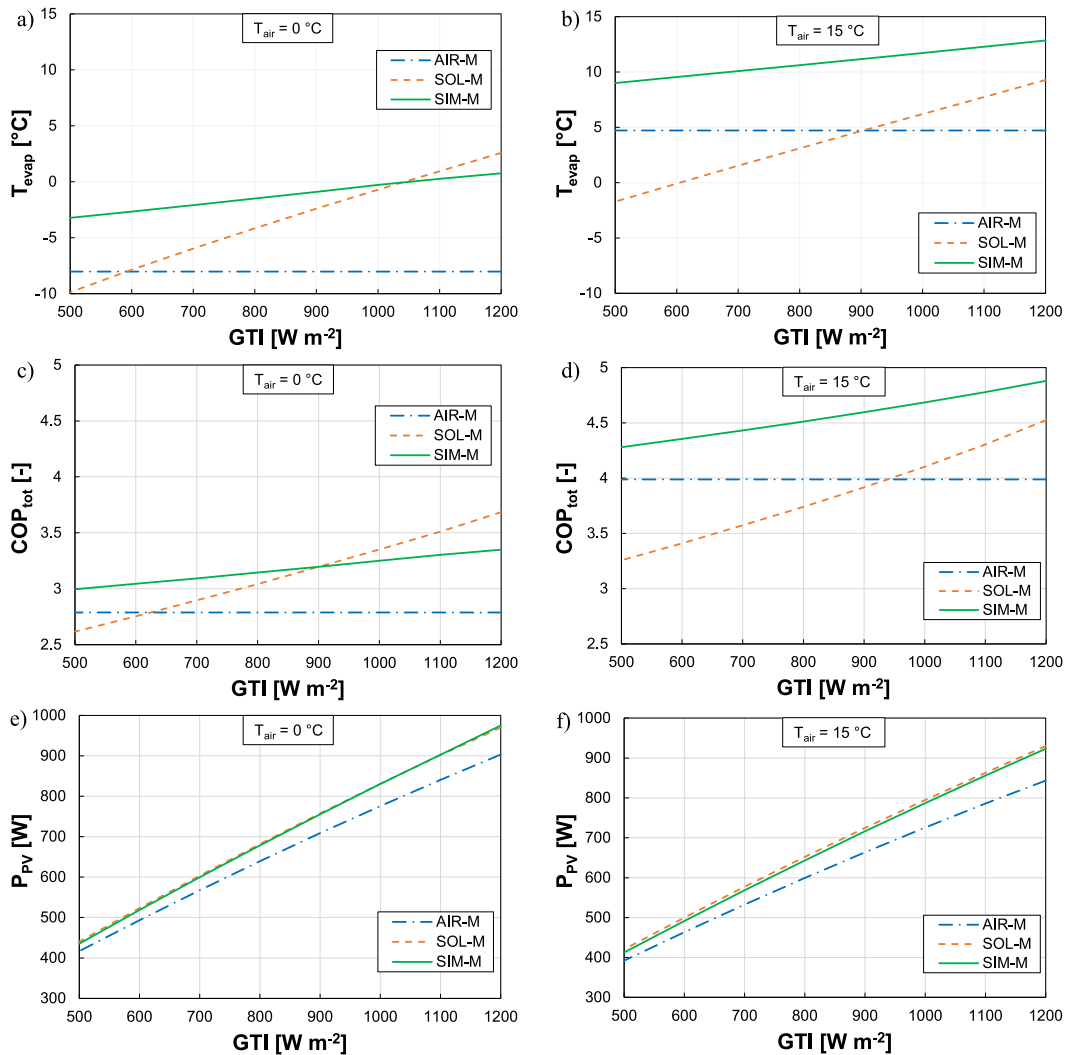 a)
T_air = 0 °C
AIR-M
SOL-M
SIM-M
15
10
5
0
-5
-10
T_evap [°C]
500 600 700 800 900 1000 1100 1200
GTI [W m⁻²]
b)
T_air = 15 °C
15
10
5
0
-5
-10
T_evap [°C]
AIR-M
SOL-M
SIM-M
500 600 700 800 900 1000 1100 1200
GTI [W m⁻²]
c)
T_air = 0 °C
AIR-M
SOL-M
SIM-M
5
4.5
4
3.5
3
2.5
COP_tot [-]
500 600 700 800 900 1000 1100 1200
GTI [W m⁻²]
d)
T_air = 15 °C
5
4.5
4
3.5
3
2.5
COP_tot [-]
AIR-M
SOL-M
SIM-M
500 600 700 800 900 1000 1100 1200
GTI [W m⁻²]
e)
T_air = 0 °C
1000
900
800
700
600
500
400
300
P_PV [W]
AIR-M
SOL-M
SIM-M
500 600 700 800 900 1000 1100 1200
GTI [W m⁻²]
f)
T_air = 15 °C
1000
900
800
700
600
500
400
300
P_PV [W]
AIR-M
SOL-M
SIM-M
500 600 700 800 900 1000 1100 1200
GTI [W m⁻²]